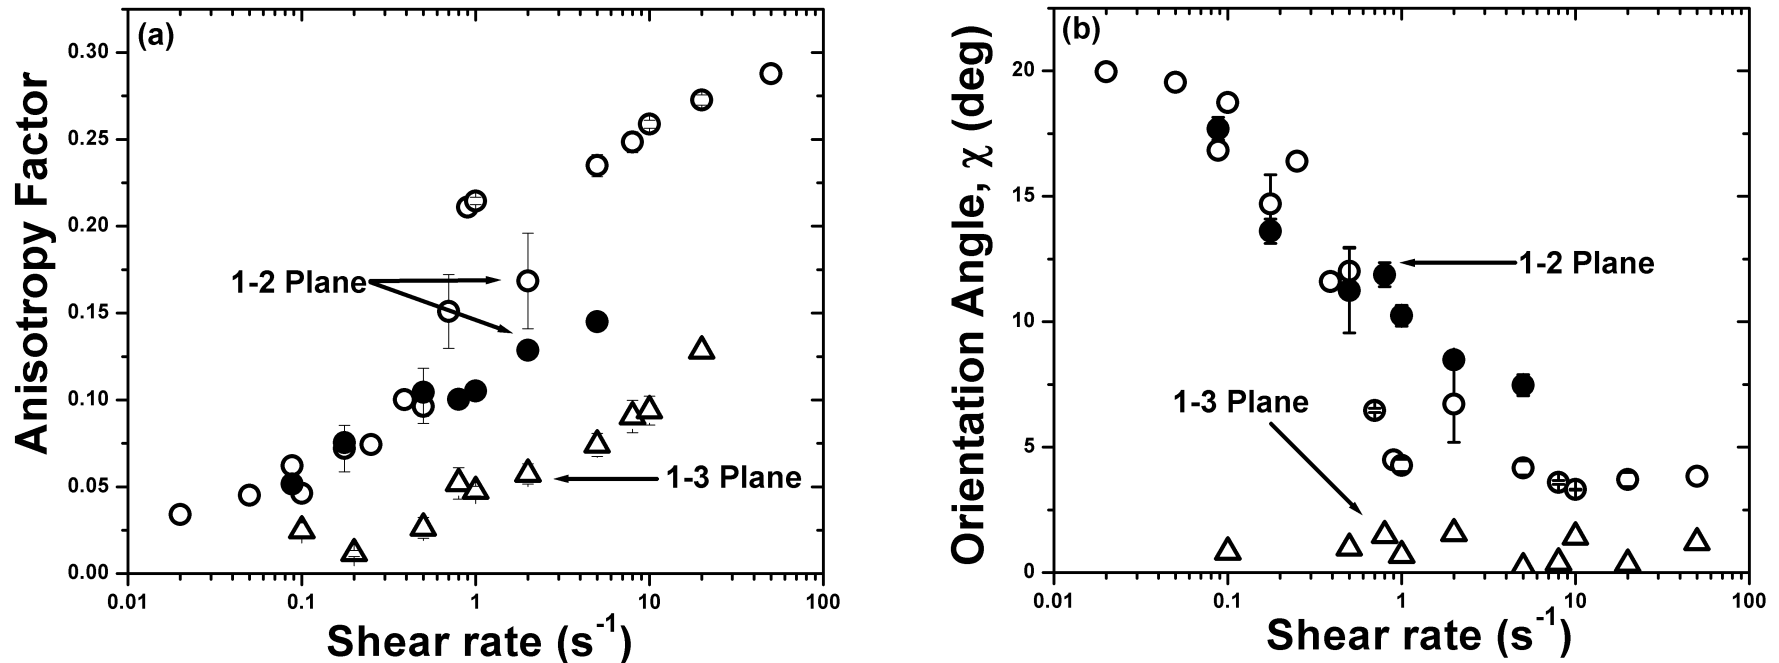 (a)
Anisotropy Factor
0.30
0.25
0.20
0.15
0.10
0.05
0.00
1-2 Plane
1-3 Plane
0.01 0.1 1 10 100
Shear rate (s⁻¹)
(b)
Orientation Angle, χ (deg)
20
15
10
5
0
1-2 Plane
1-3 Plane
0.01 0.1 1 10 100
Shear rate (s⁻¹)